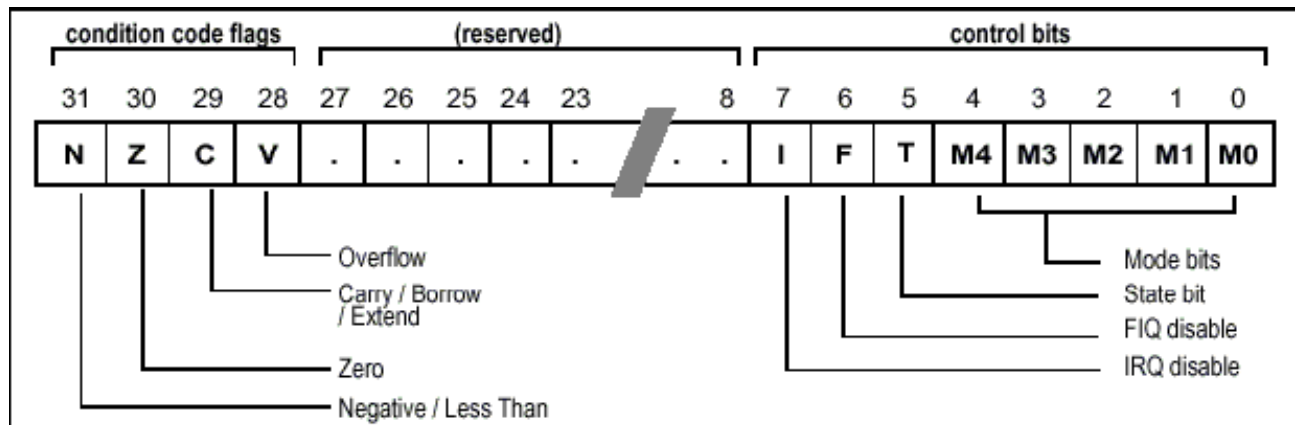 condition code flags (reserved) control bits
31 30 29 28 27 26 25 24 23 8 7 6 5 4 3 2 1 0
N Z C V . . . . . . . I F T M4 M3 M2 M1 M0
Overflow Mode bits
Carry / Borrow State bit
/ Extend FIQ disable
Zero IRQ disable
Negative / Less Than